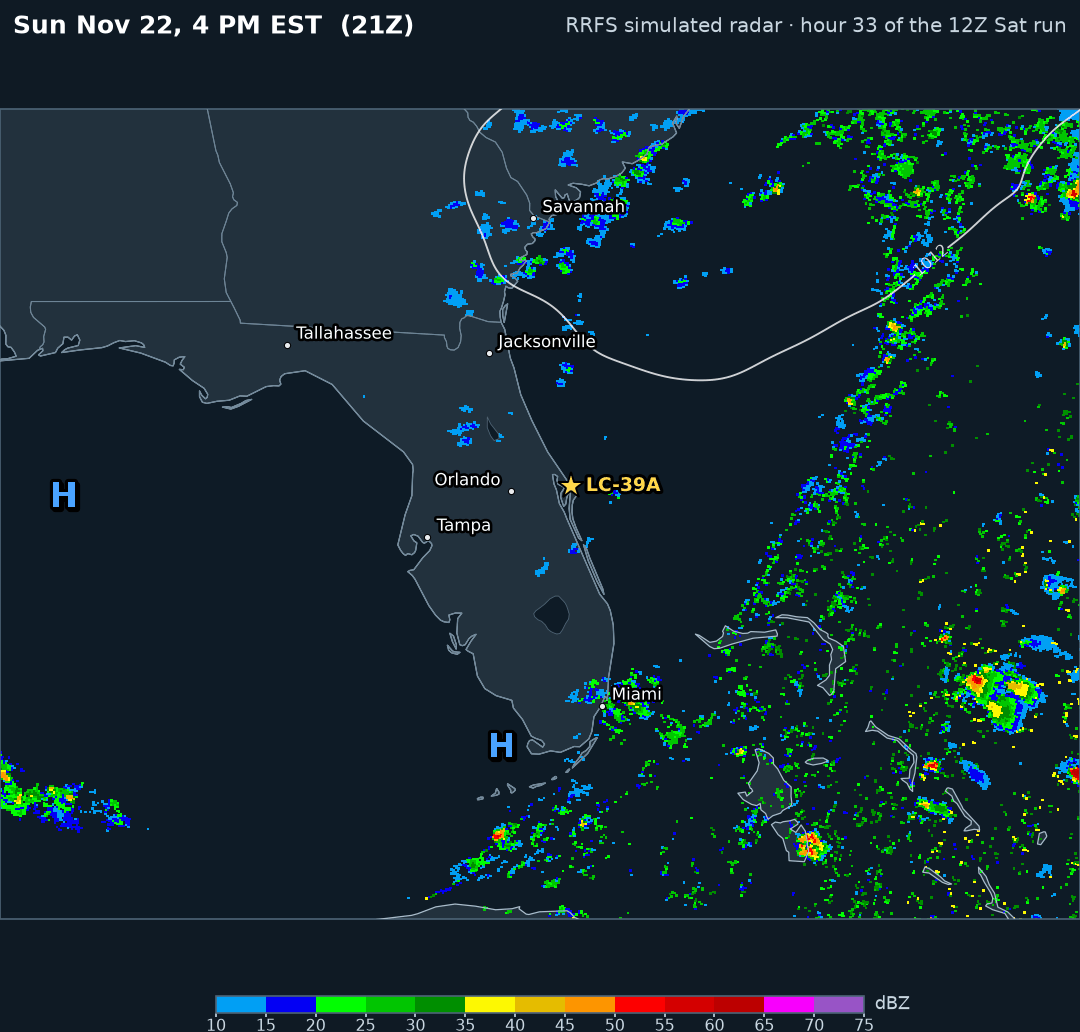 Sun Nov 22, 4 PM EST (21Z)
RRFS simulated radar · hour 33 of the 12Z Sat run
Savannah
1012
Tallahassee
Jacksonville
Orlando
LC-39A
H
Tampa
Miami
H
dBZ
10 15 20 25 30 35 40 45 50 55 60 65 70 75